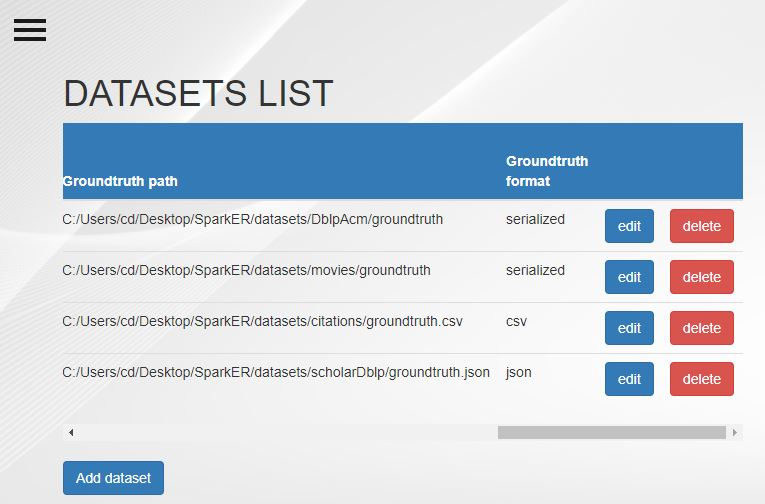 DATASETS LIST
Groundtruth path Groundtruth format
C:/Users/cd/Desktop/SparkER/datasets/DblpAcm/groundtruth serialized edit delete
C:/Users/cd/Desktop/SparkER/datasets/movies/groundtruth serialized edit delete
C:/Users/cd/Desktop/SparkER/datasets/citations/groundtruth.csv csv edit delete
C:/Users/cd/Desktop/SparkER/datasets/scholarDblp/groundtruth.json json edit delete
Add dataset